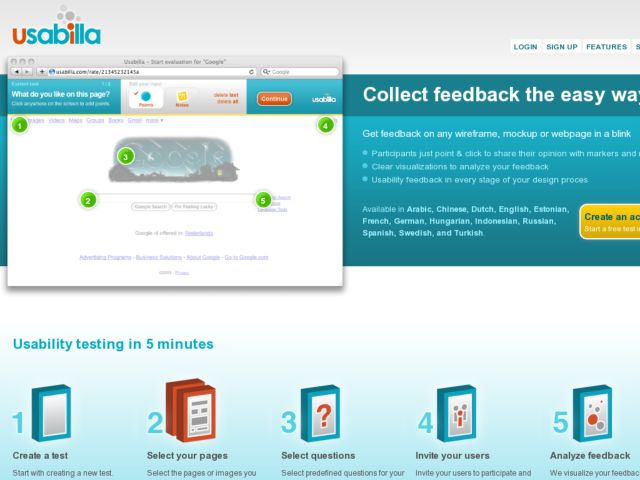 usabilla
LOGIN SIGN UP FEATURES
Usabilla – Start evaluation for "Google"
usabilla.com/rate/21345232145a
Google
Current task
What do you like on this page?
Click anywhere on the screen to add points.
Edit your input
Points
Notes
delete last
delete all
Continue
usabilla
Images Videos Maps Groups Books Gmail more
1
4
3
2
5
Google Search
I'm Feeling Lucky
Google.nl offered in: Nederlands
Advertising Programs - Business Solutions - About Google - Go to Google.com
Privacy
Collect feedback the easy way
Get feedback on any wireframe, mockup or webpage in a blink
Participants just point & click to share their opinion with markers and
Clear visualizations to analyze your feedback
Usability feedback in every stage of your design proces
Available in Arabic, Chinese, Dutch, English, Estonian,
French, German, Hungarian, Indonesian, Russian,
Spanish, Swedish, and Turkish.
Create an ac
Start a free test
Usability testing in 5 minutes
1 2 3 ? 4 5
Create a test
Start with creating a new test.
Select your pages
Select the pages or images you
Select questions
Select predefined questions for your
Invite your users
Invite your users to participate and
Analyze feedback
We visualize your feedback